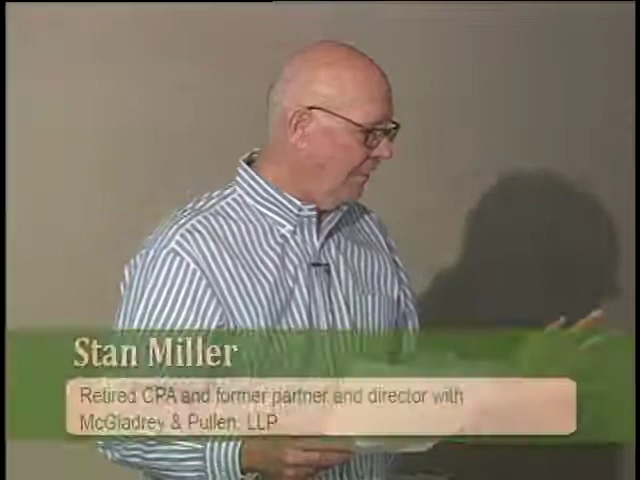 Stan Miller
Retired CPA and former partner and director with
McGladrey & Pullen, LLP